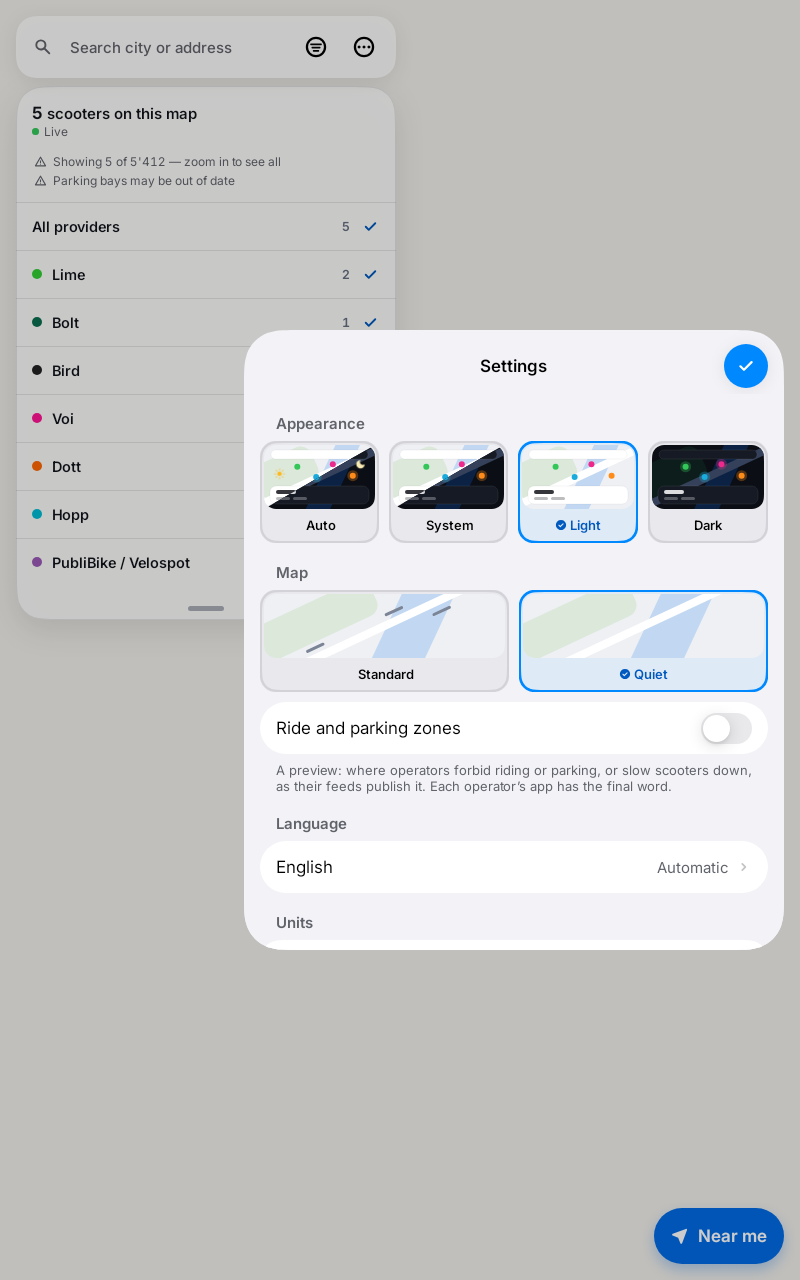 Search city or address
5 scooters on this map
Live
Showing 5 of 5'412 — zoom in to see all
Parking bays may be out of date
All providers 5
Lime 2
Bolt 1
Bird
Voi
Dott
Hopp
PubliBike / Velospot
Settings
Appearance
Auto System Light Dark
Map
Standard Quiet
Ride and parking zones
A preview: where operators forbid riding or parking, or slow scooters down,
as their feeds publish it. Each operator’s app has the final word.
Language
English Automatic
Units
Near me